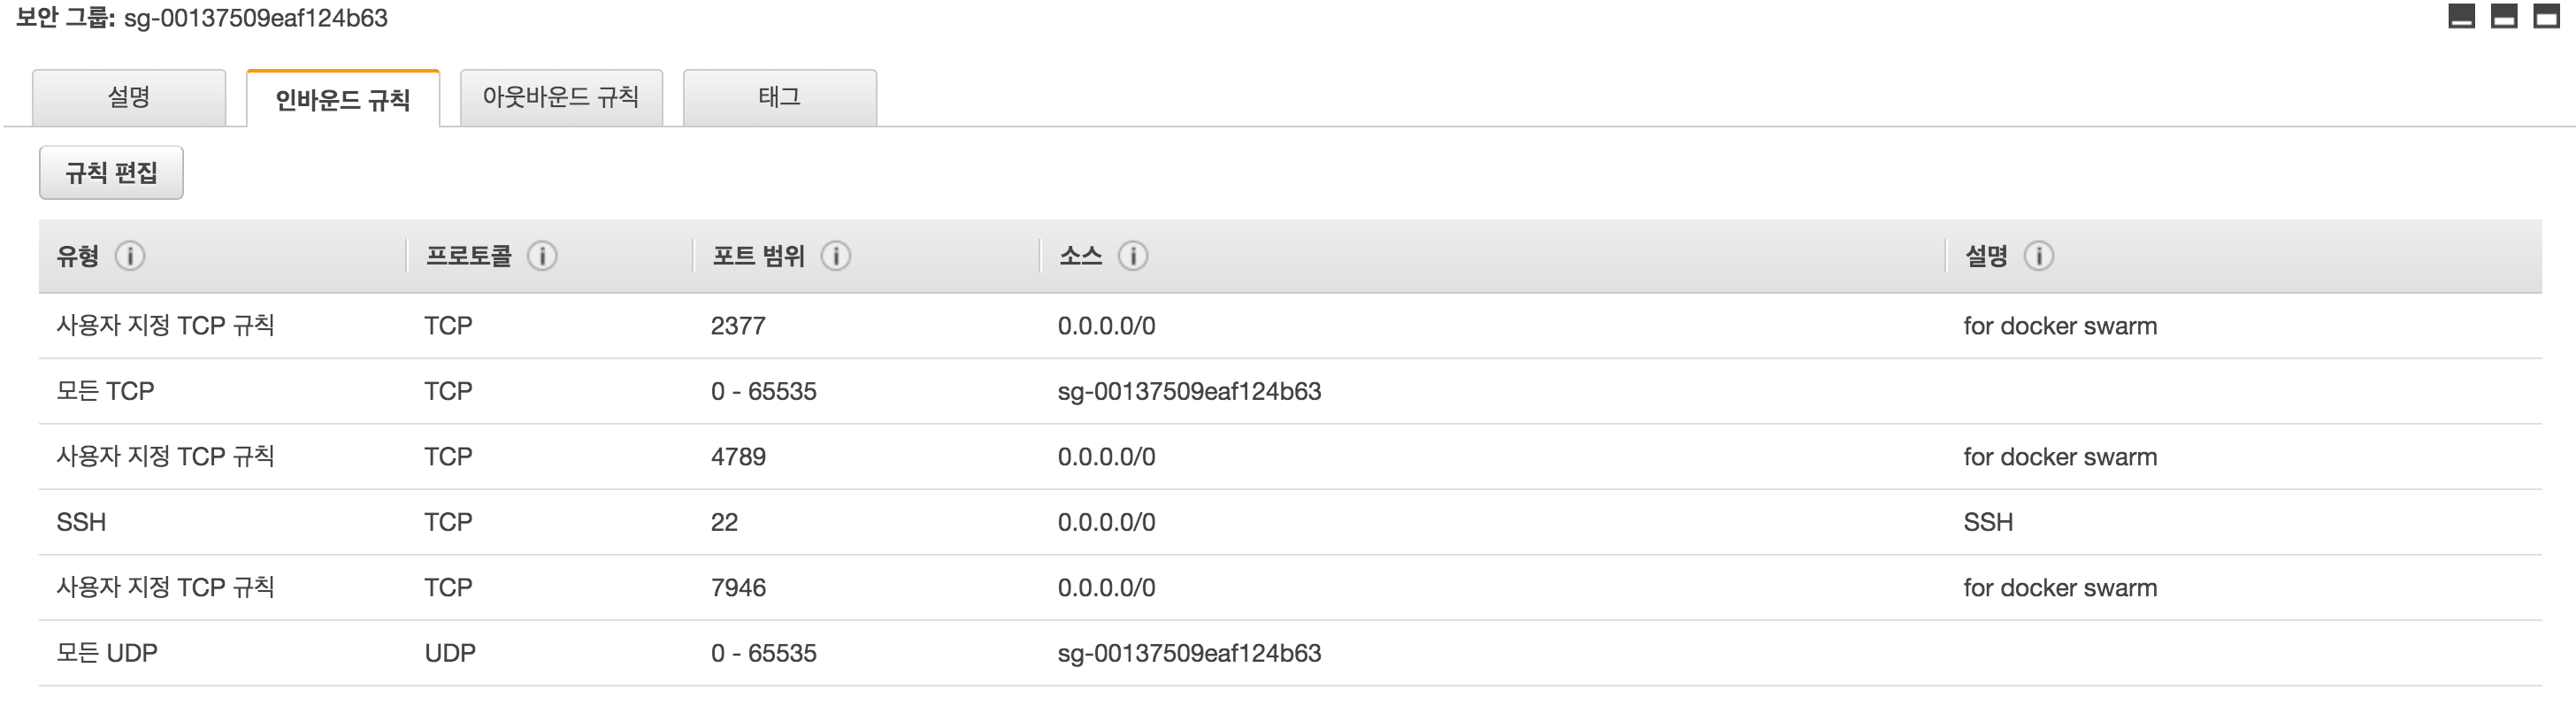 보안 그룹: sg-00137509eaf124b63
설명 인바운드 규칙 아웃바운드 규칙 태그
규칙 편집
유형 프로토콜 포트 범위 소스 설명
사용자 지정 TCP 규칙 TCP 2377 0.0.0.0/0 for docker swarm
모든 TCP TCP 0 - 65535 sg-00137509eaf124b63
사용자 지정 TCP 규칙 TCP 4789 0.0.0.0/0 for docker swarm
SSH TCP 22 0.0.0.0/0 SSH
사용자 지정 TCP 규칙 TCP 7946 0.0.0.0/0 for docker swarm
모든 UDP UDP 0 - 65535 sg-00137509eaf124b63